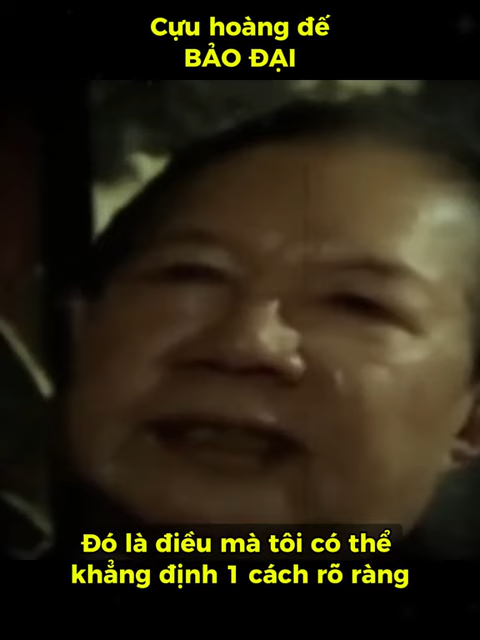 Cựu hoàng đế
BẢO ĐẠI
Đó là điều mà tôi có thể
khẳng định 1 cách rõ ràng